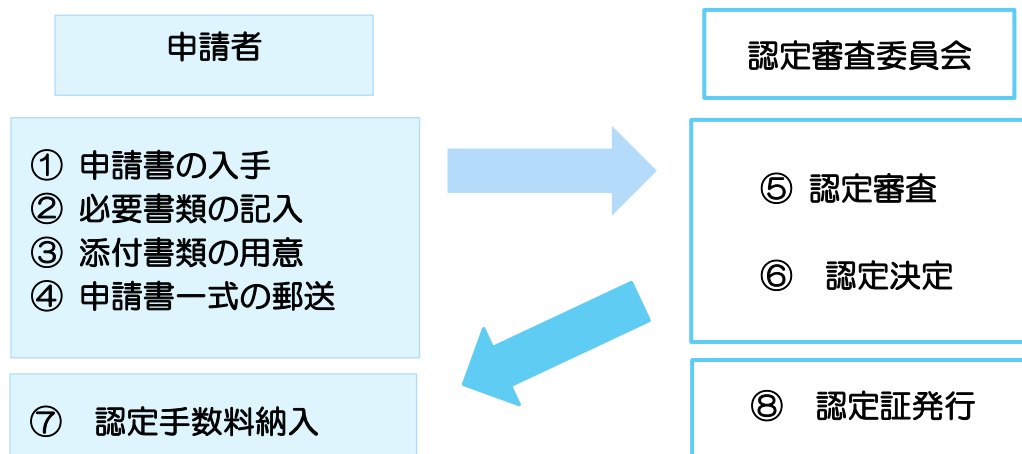 申請者
① 申請書の入手
② 必要書類の記入
③ 添付書類の用意
④ 申請書一式の郵送
⑦ 認定手数料納入
認定審査委員会
⑤ 認定審査
⑥ 認定決定
⑧ 認定証発行